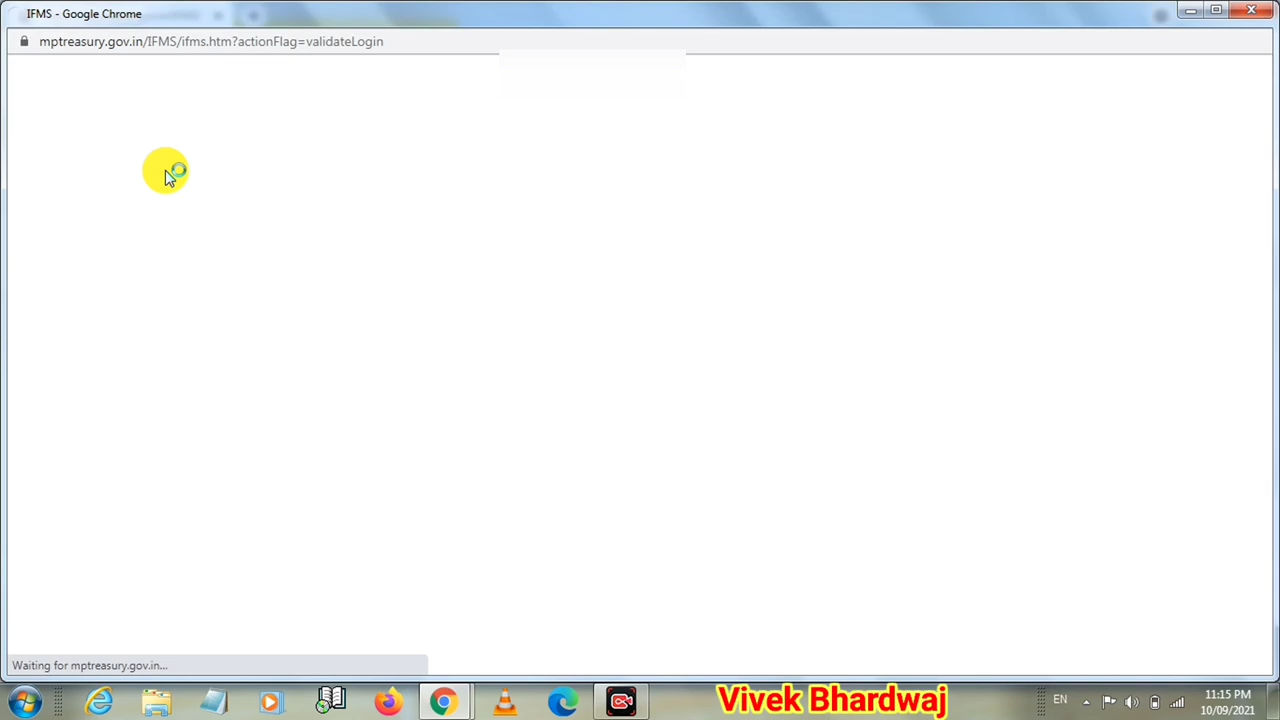 IFMS - Google Chrome
mptreasury.gov.in/IFMS/ifms.htm?actionFlag=validateLogin
Waiting for mptreasury.gov.in...
Vivek Bhardwaj
EN
11:15 PM
10/09/2021